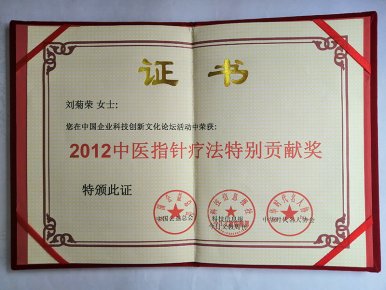 证书
刘菊荣 女士:
您在中国企业科技创新文化论坛活动中荣获:
2012中医指针疗法特别贡献奖
特颁此证